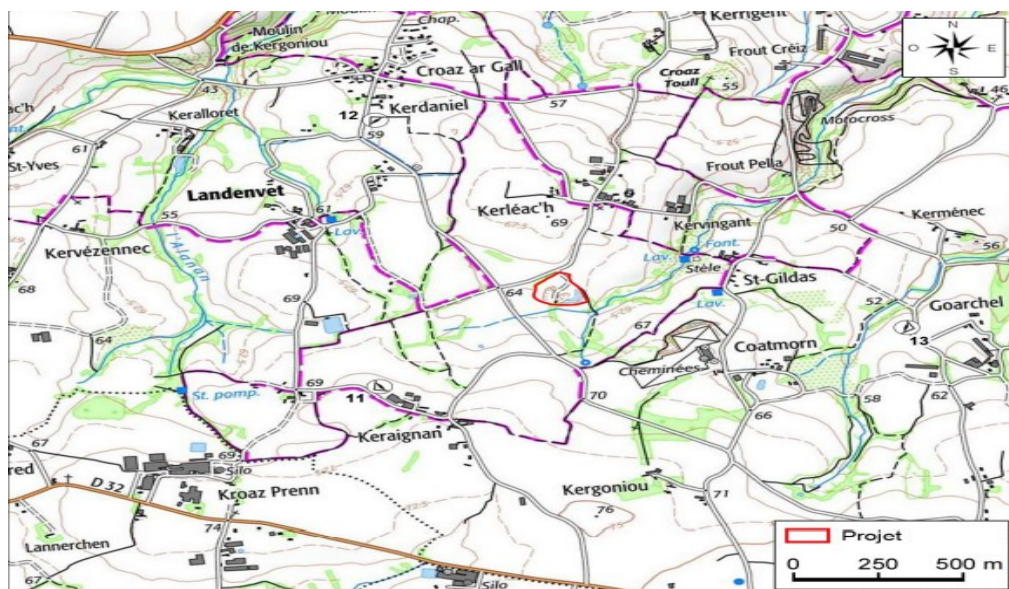 Moulin
de Kergoniou
Chap.
Croaz ar Gall
Kerrigent
Frout Créiz
N
O
E
S
Croaz
Toull
55
46
43
57
Keralloret
Kerdaniel
12
59
Motocross
61
St-Yves
Frout Pella
Landenvet
61
Lav.
55
Kerléac'h
69
Kervingant
50
Kerménec
56
Kervézennec
l'Alanan
Font.
Lav.
Stèle
St-Gildas
68
69
64
Lav.
52
Goarchel
64
67
Coatmorn
13
Cheminées
St. pomp.
69
11
70
66
58
62
Keraignan
67
69
Silo
red
D 32
Kroaz Prenn
Kergoniou
71
74
76
Lannerchen
67
Silo
Projet
0
250
500 m